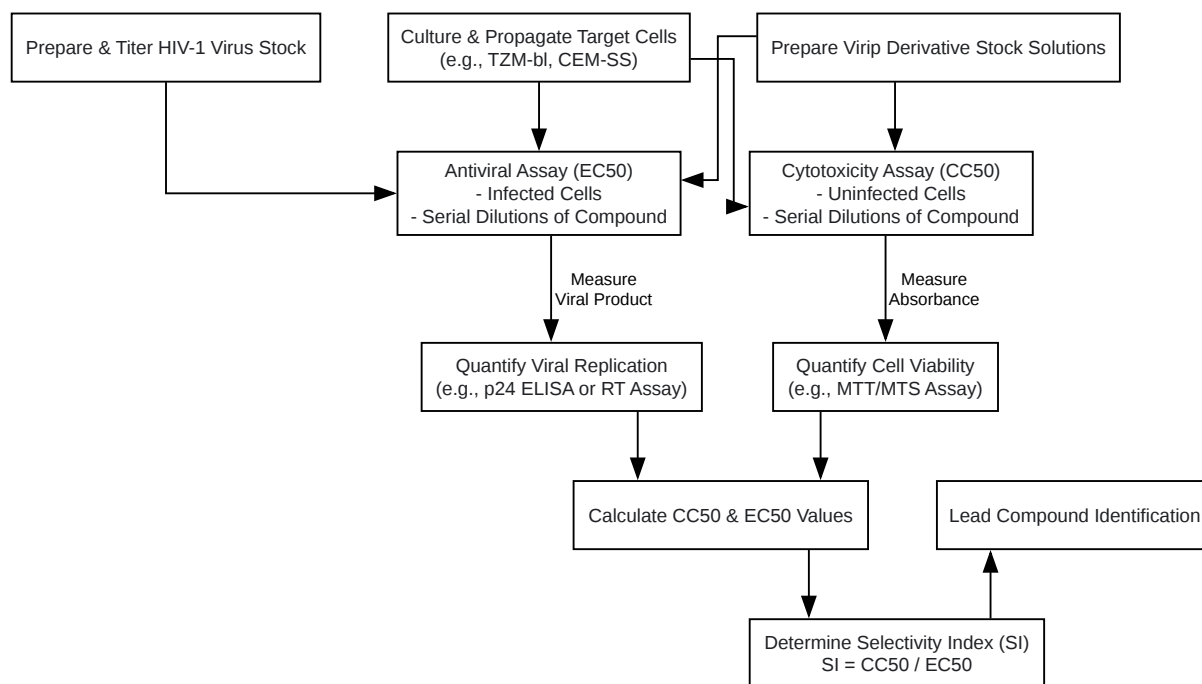 Prepare & Titer HIV-1 Virus Stock
Culture & Propagate Target Cells
(e.g., TZM-bl, CEM-SS)
Prepare Virip Derivative Stock Solutions
Antiviral Assay (EC50)
- Infected Cells
- Serial Dilutions of Compound
Cytotoxicity Assay (CC50)
- Uninfected Cells
- Serial Dilutions of Compound
Measure
Viral Product
Measure
Absorbance
Quantify Viral Replication
(e.g., p24 ELISA or RT Assay)
Quantify Cell Viability
(e.g., MTT/MTS Assay)
Calculate CC50 & EC50 Values
Lead Compound Identification
Determine Selectivity Index (SI)
SI = CC50 / EC50